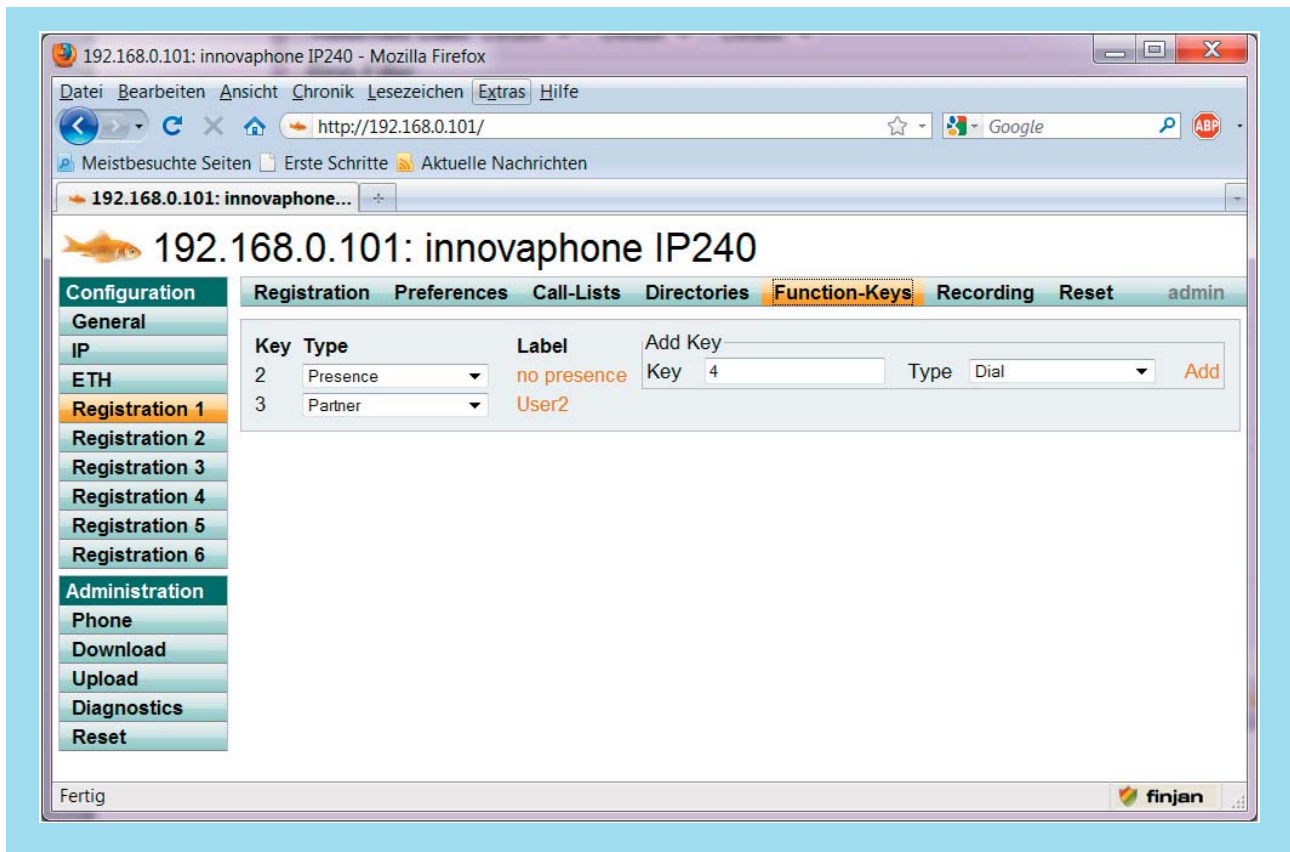 192.168.0.101: innovaphone IP240 - Mozilla Firefox
Datei Bearbeiten Ansicht Chronik Lesezeichen Extras Hilfe
http://192.168.0.101/ Google ABP
Meistbesuchte Seiten Erste Schritte Aktuelle Nachrichten
192.168.0.101: innovaphone...
192.168.0.101: innovaphone IP240
Configuration Registration Preferences Call-Lists Directories Function-Keys Recording Reset admin
General
IP
ETH
Registration 1
Registration 2
Registration 3
Registration 4
Registration 5
Registration 6
Administration
Phone
Download
Upload
Diagnostics
Reset
Key Type Label
2 Presence no presence
3 Partner User2
Add Key
Key 4 Type Dial Add
Fertig finjan